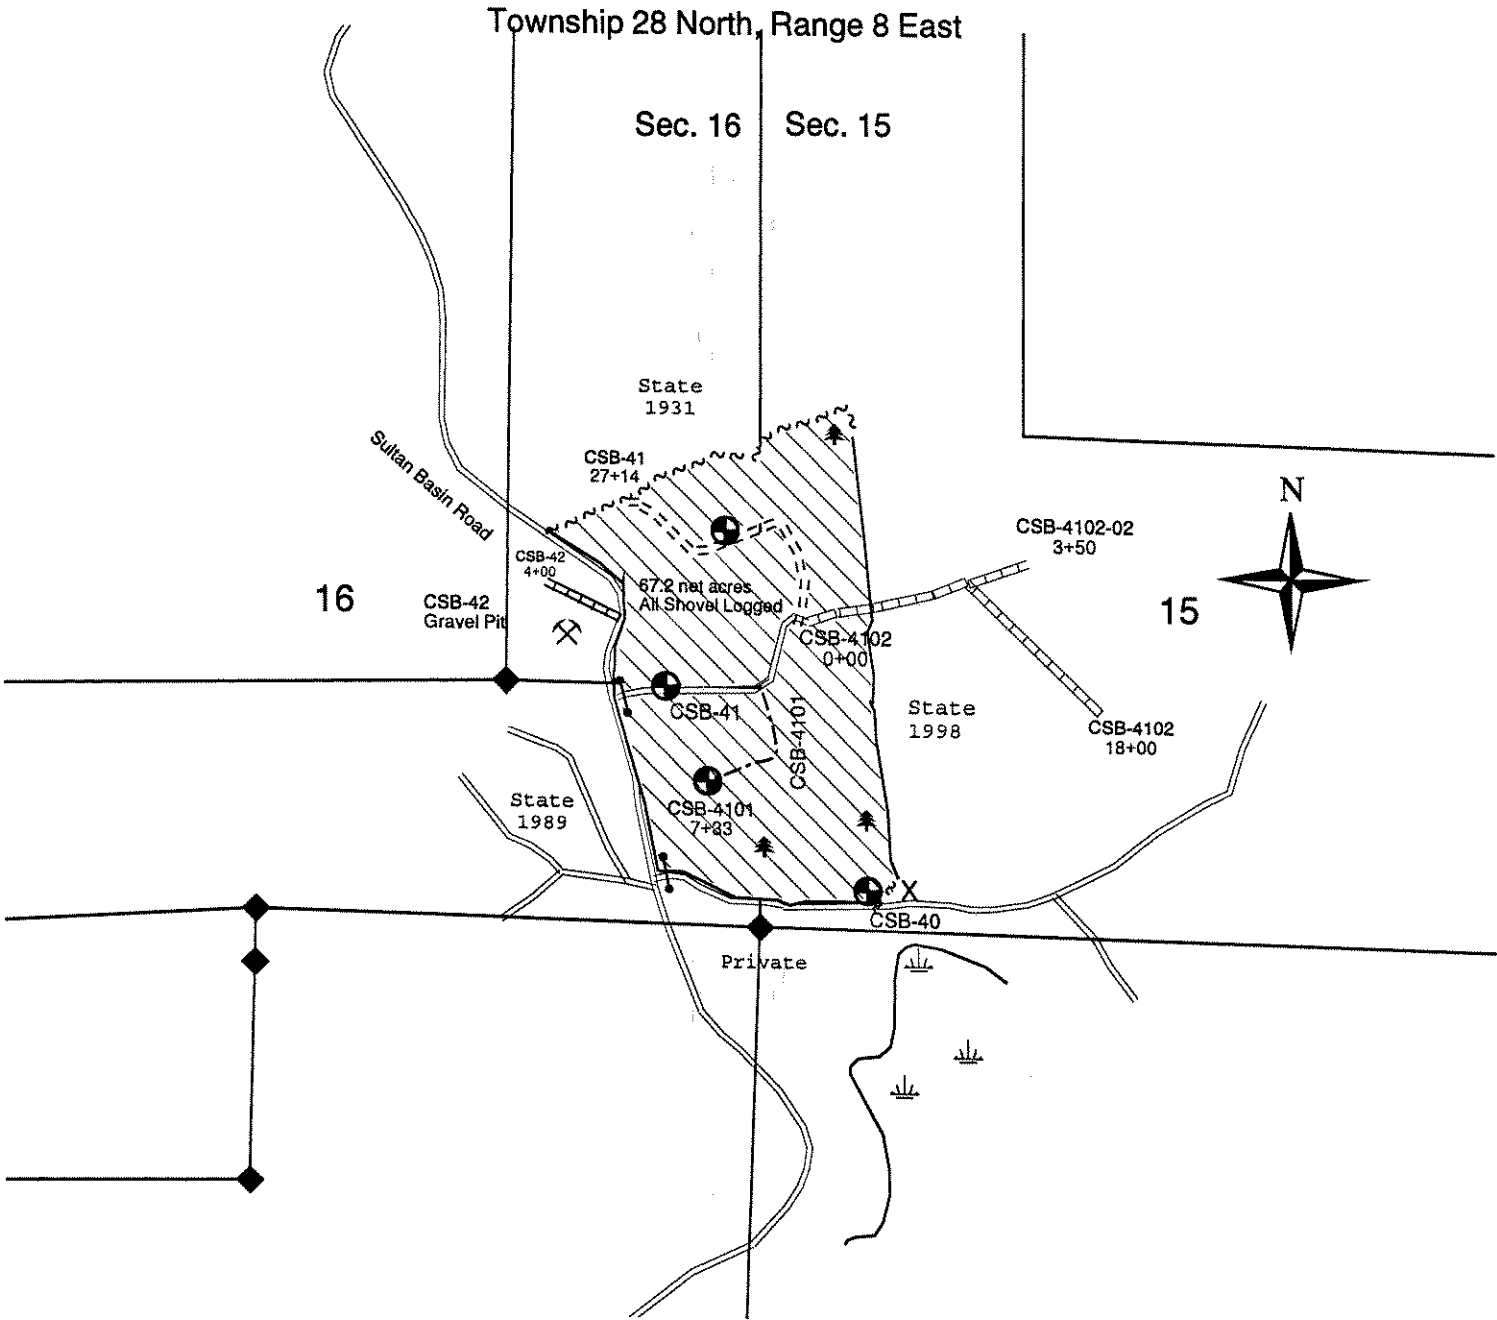 Township 28 North, Range 8 East
Sec. 16
Sec. 15
State
1931
Sultan Basin Road
CSB-41
27+14
N
CSB-4102-02
3+50
CSB-42
4+00
67.2 net acres
All Shovel Logged
16
CSB-42
Gravel Pit
15
CSB-4102
0+00
CSB-41
CSB-4101
State
1998
CSB-4102
18+00
State
1989
CSB-4101
7+33
X
CSB-40
Private